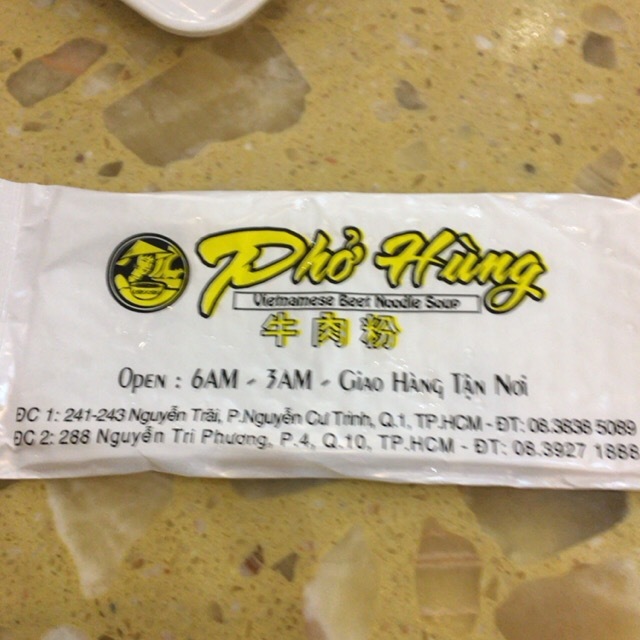 Phở Hùng
Vietnamese Beef Noodle Soup
牛肉粉
OPEN : 6AM - 3AM - GIAO HÀNG TẬN NƠI
ĐC 1: 241-243 Nguyễn Trãi, P.Nguyễn Cư Trinh, Q.1, TP.HCM - ĐT: 08.3838 5089
ĐC 2: 288 Nguyễn Tri Phương, P.4, Q.10, TP.HCM - ĐT: 08.3927 1888